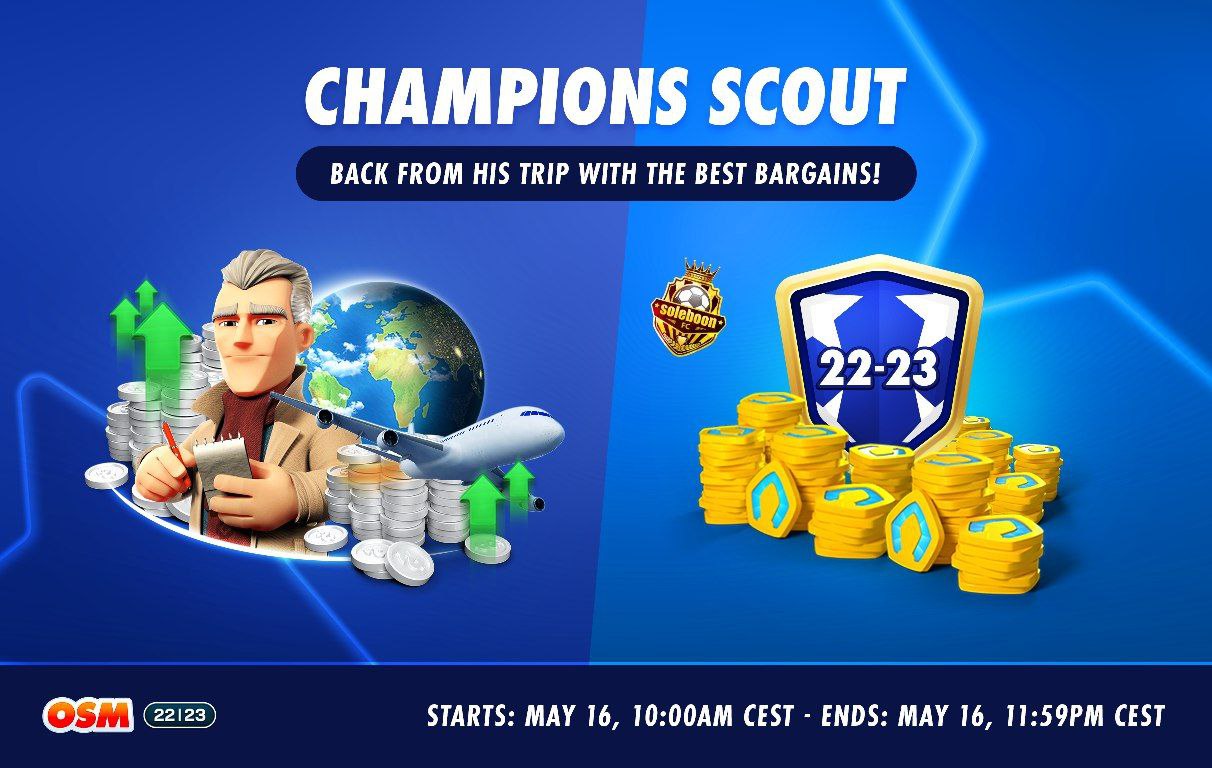 CHAMPIONS SCOUT
BACK FROM HIS TRIP WITH THE BEST BARGAINS!
soleboon
FC
22-23
OSM 22|23
STARTS: MAY 16, 10:00AM CEST - ENDS: MAY 16, 11:59PM CEST